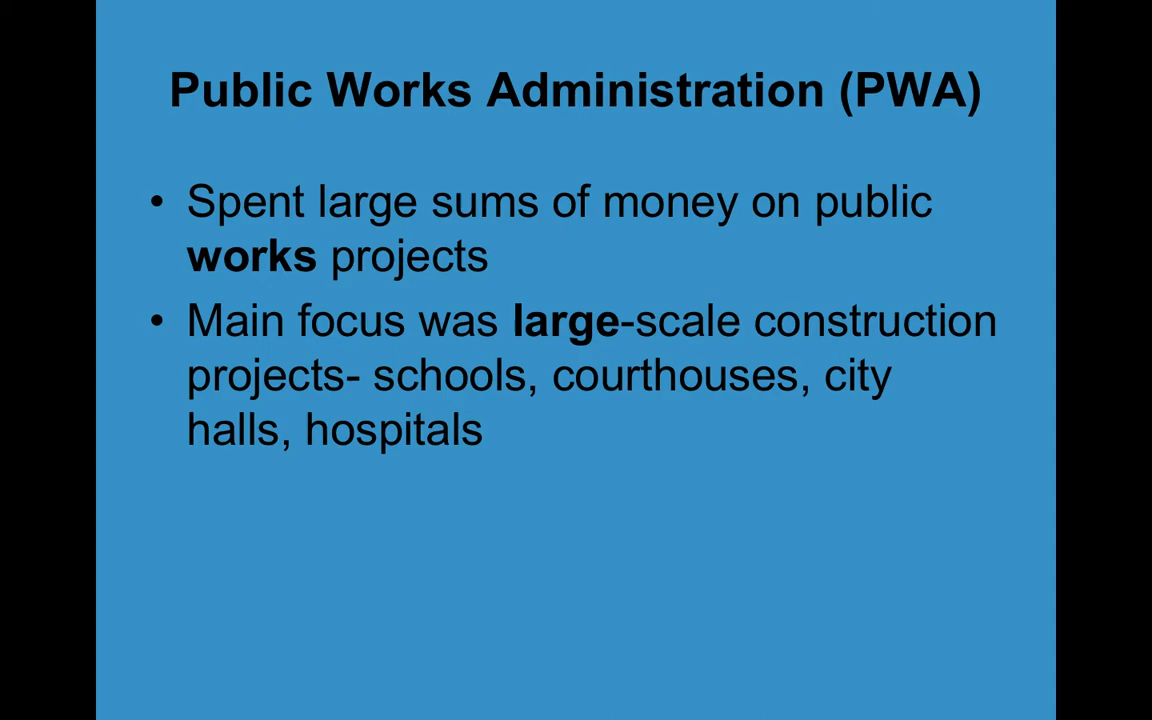 Public Works Administration (PWA)
• Spent large sums of money on public
works projects
• Main focus was large-scale construction
projects- schools, courthouses, city
halls, hospitals